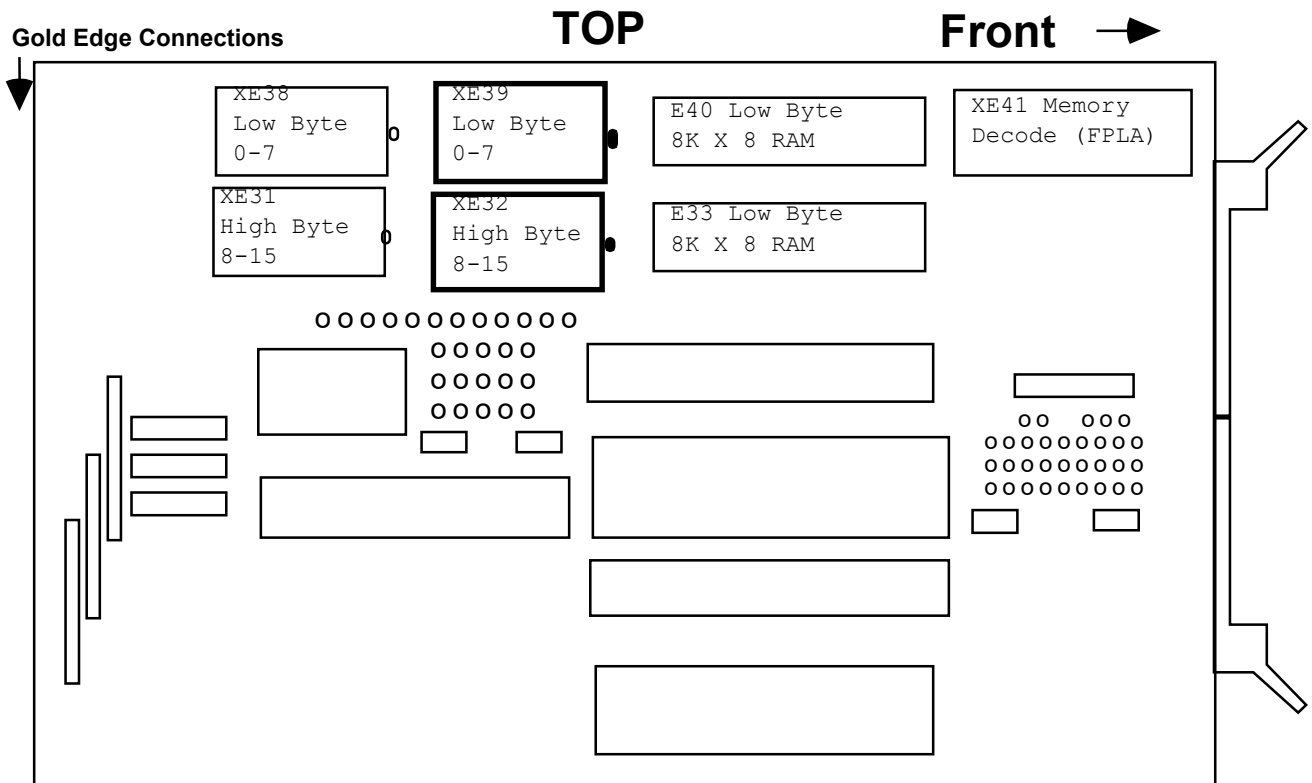 TOP
Front
Gold Edge Connections
XE38
Low Byte
0-7
XE39
Low Byte
0-7
E40 Low Byte
8K X 8 RAM
XE41 Memory
Decode (FPLA)
XE31
High Byte
8-15
XE32
High Byte
8-15
E33 Low Byte
8K X 8 RAM